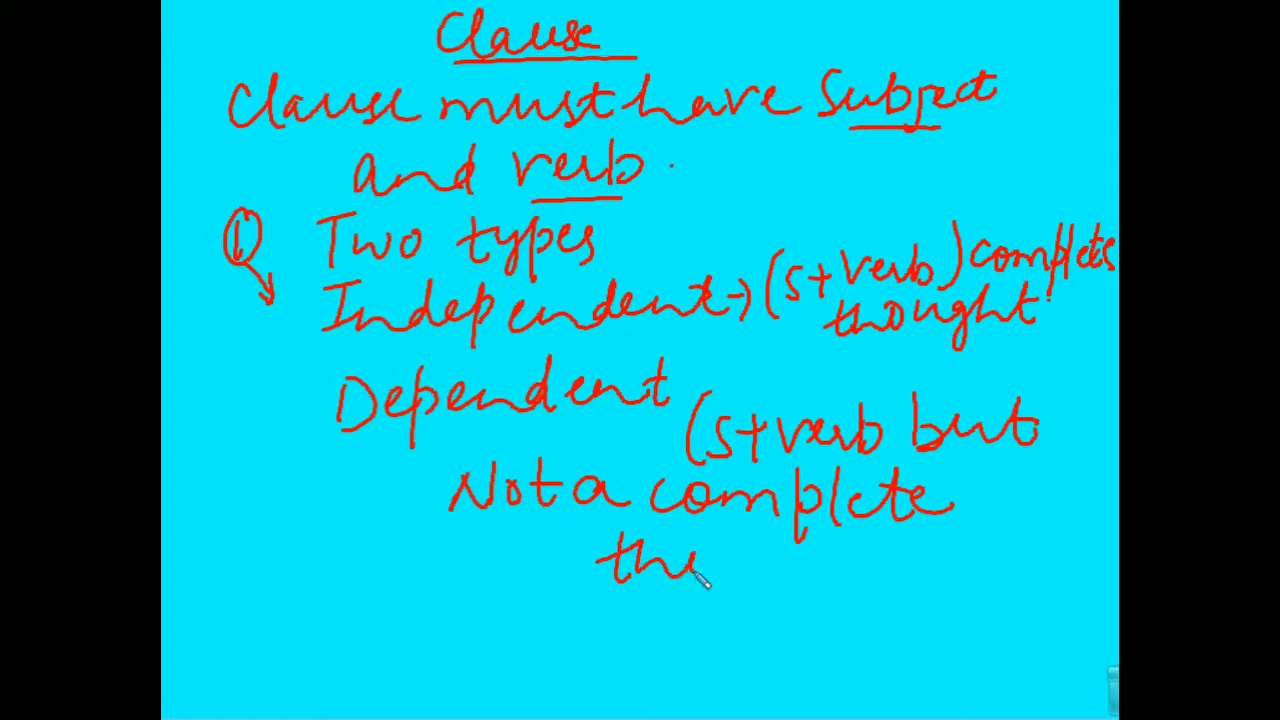 Clause
Clause must have Subject
and verb.
① Two types
Independent → (S+verb) complete
thought
Dependent
(S+verb but
Not a complete
tho